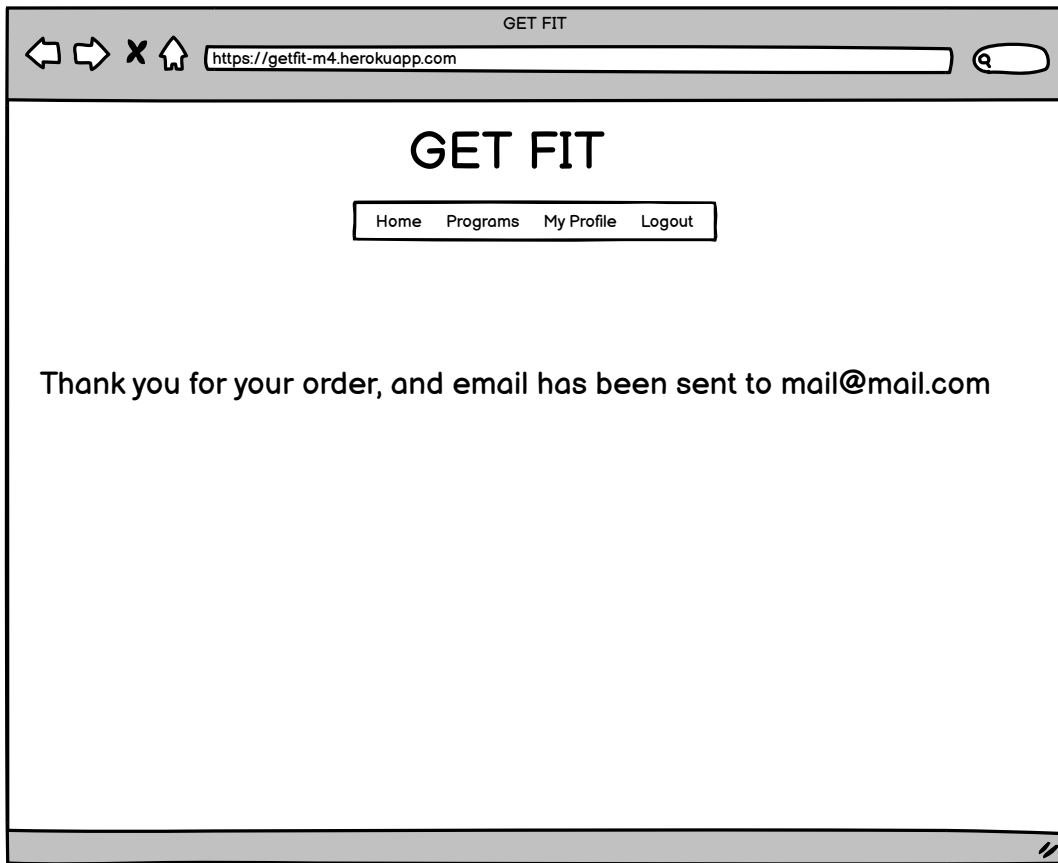 GET FIT
https://getfit-m4.herokuapp.com
GET FIT
Home Programs My Profile Logout
Thank you for your order, and email has been sent to mail@mail.com